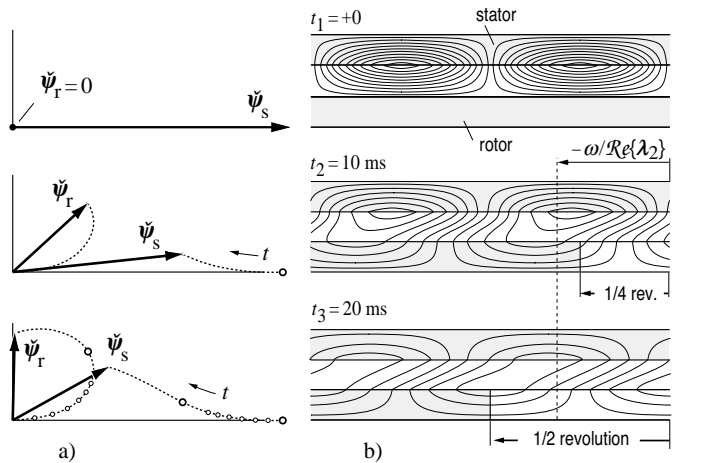 t₁ = +0
stator
ψ̌r = 0
ψ̌s
rotor
−ω/ℛe{λ₂}
t₂ = 10 ms
ψ̌r
ψ̌s
t
1/4 rev.
t₃ = 20 ms
ψ̌r
ψ̌s
t
1/2 revolution
a)
b)